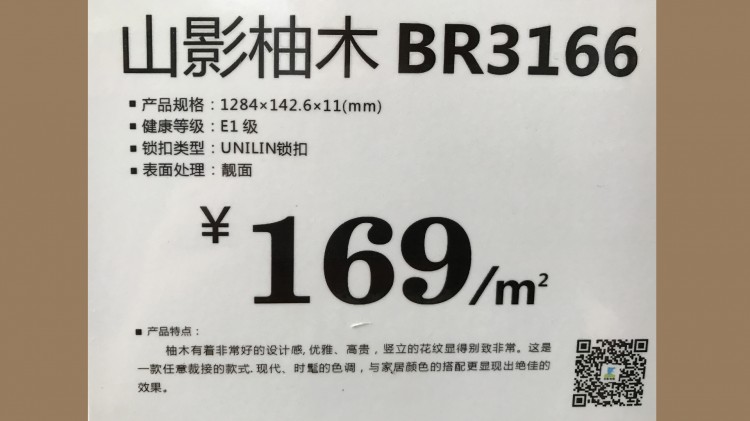 山影柚木 BR3166
▪ 产品规格：1284×142.6×11(mm)
▪ 健康等级：E1 级
▪ 锁扣类型：UNILIN锁扣
▪ 表面处理：靓面
¥ 169/m²
▪ 产品特点：
柚木有着非常好的设计感,优雅、高贵，竖立的花纹显得别致非常。这是
一款任意裁接的款式.现代、时髦的色调，与家居颜色的搭配更显现出绝佳的
效果。